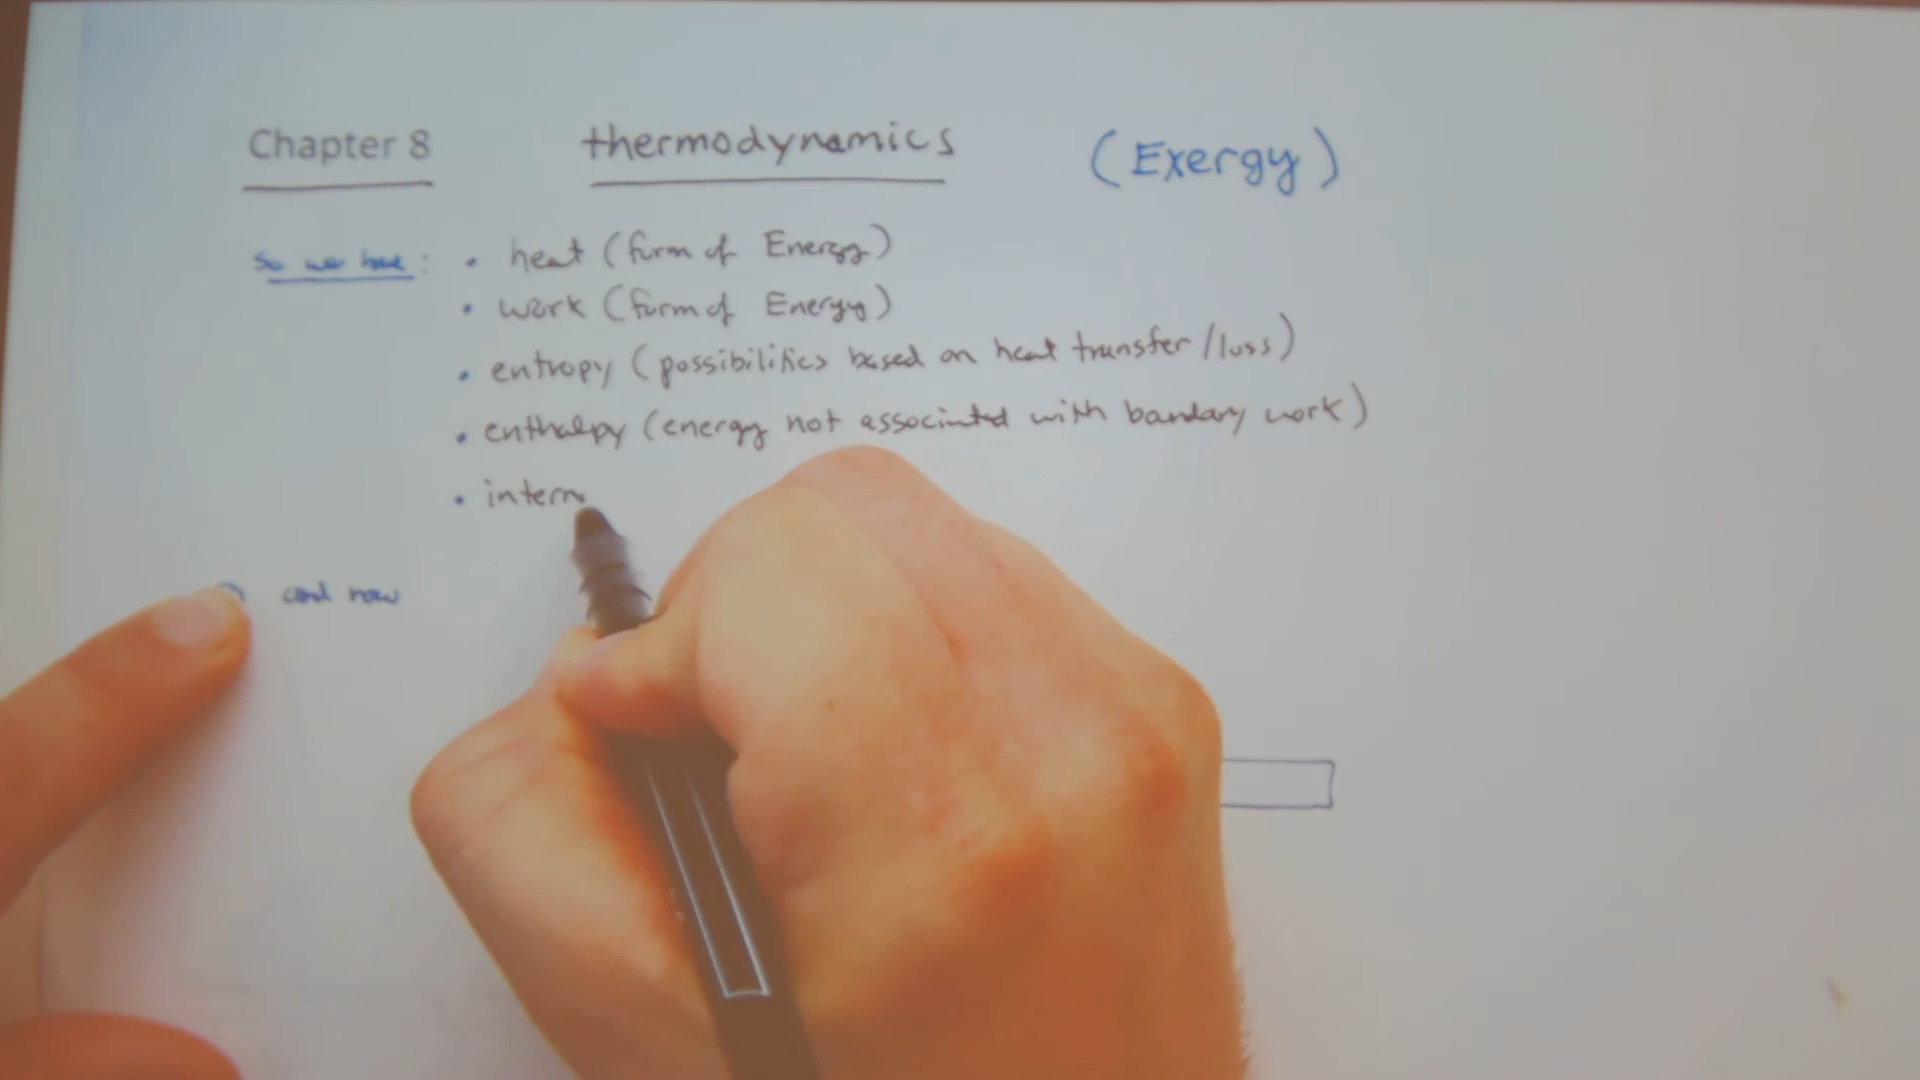 Chapter 8 thermodynamics (Exergy)
So we have: • heat (form of Energy)
• work (form of Energy)
• entropy (possibilities based on heat transfer/loss)
• enthalpy (energy not associated with boundary work)
• intern
and now